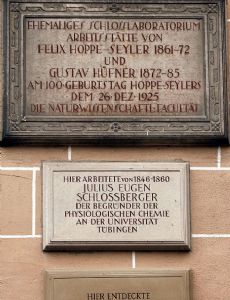 EHEMALIGES SCHLOSSLABORATORIUM
ARBEITSSTÄTTE VON
FELIX HOPPE-SEYLER 1861-72
UND
GUSTAV HÜFNER 1872-85
AM 100. GEBURTSTAG HOPPE-SEYLERS
DEM 26. DEZ. 1925
DIE NATURWISSENSCHAFTL. FACULTÄT
HIER ARBEITETE VON 1846-1860
JULIUS EUGEN
SCHLOSSBERGER
DER BEGRÜNDER DER
PHYSIOLOGISCHEN CHEMIE
AN DER UNIVERSITÄT
TÜBINGEN
HIER ENTDECKTE